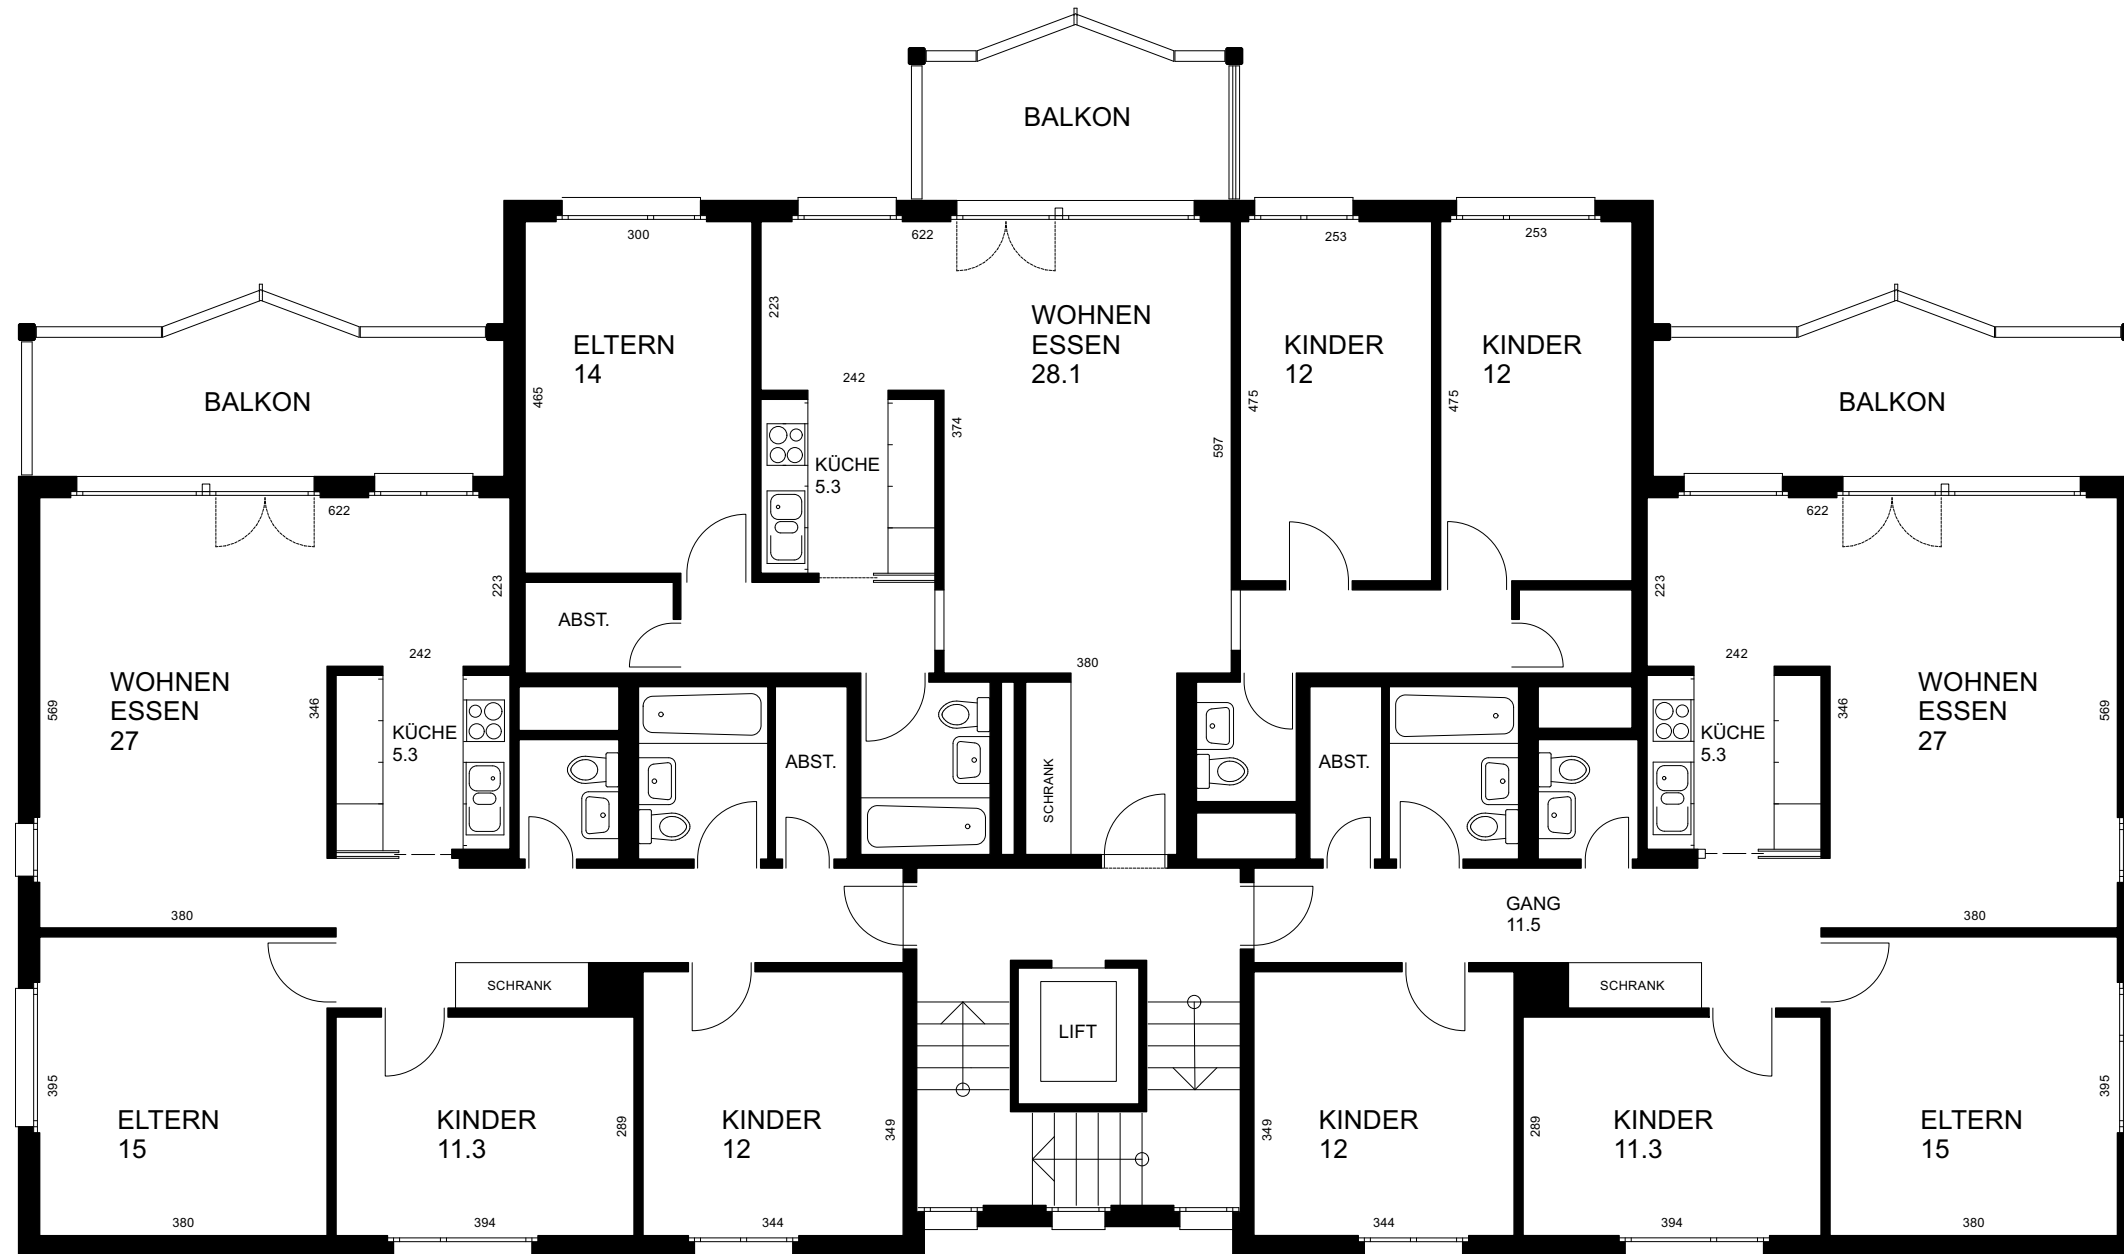 BALKON
300
622
253
253
223
WOHNEN
ESSEN
28.1
ELTERN
14
KINDER
12
KINDER
12
242
465
374
475
475
597
BALKON
BALKON
KÜCHE
5.3
622
622
223
223
ABST.
242
380
242
WOHNEN
ESSEN
27
569
346
KÜCHE
5.3
ABST.
SCHRANK
ABST.
KÜCHE
5.3
346
WOHNEN
ESSEN
27
569
380
GANG
11.5
380
SCHRANK
SCHRANK
LIFT
395
ELTERN
15
KINDER
11.3
289
KINDER
12
349
349
KINDER
12
289
KINDER
11.3
ELTERN
15
395
380
394
344
344
394
380